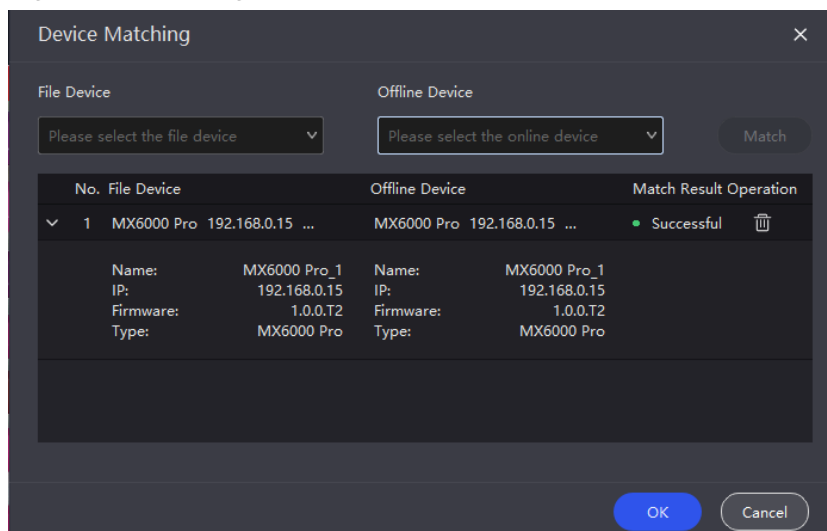 Device Matching
File Device Offline Device
Please select the file device Please select the online device Match
No. File Device Offline Device Match Result Operation
1 MX6000 Pro 192.168.0.15 ... MX6000 Pro 192.168.0.15 ... Successful
Name: MX6000 Pro_1 Name: MX6000 Pro_1
IP: 192.168.0.15 IP: 192.168.0.15
Firmware: 1.0.0.T2 Firmware: 1.0.0.T2
Type: MX6000 Pro Type: MX6000 Pro
OK Cancel